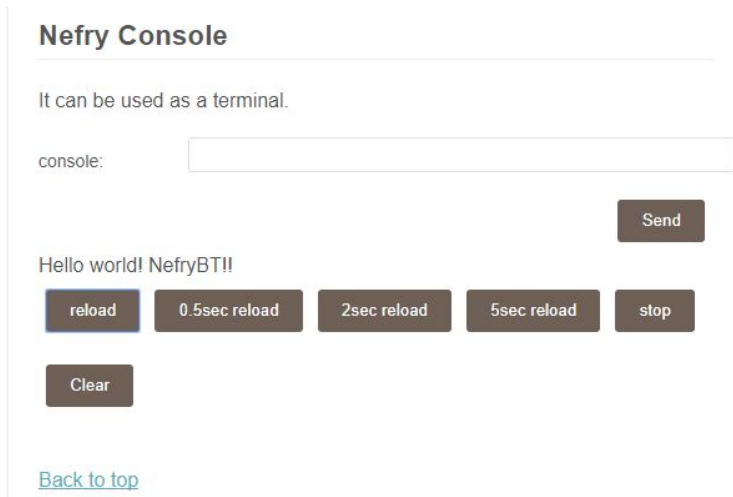 Nefry Console
It can be used as a terminal.
console:
Send
Hello world! NefryBT!!
reload 0.5sec reload 2sec reload 5sec reload stop
Clear
Back to top